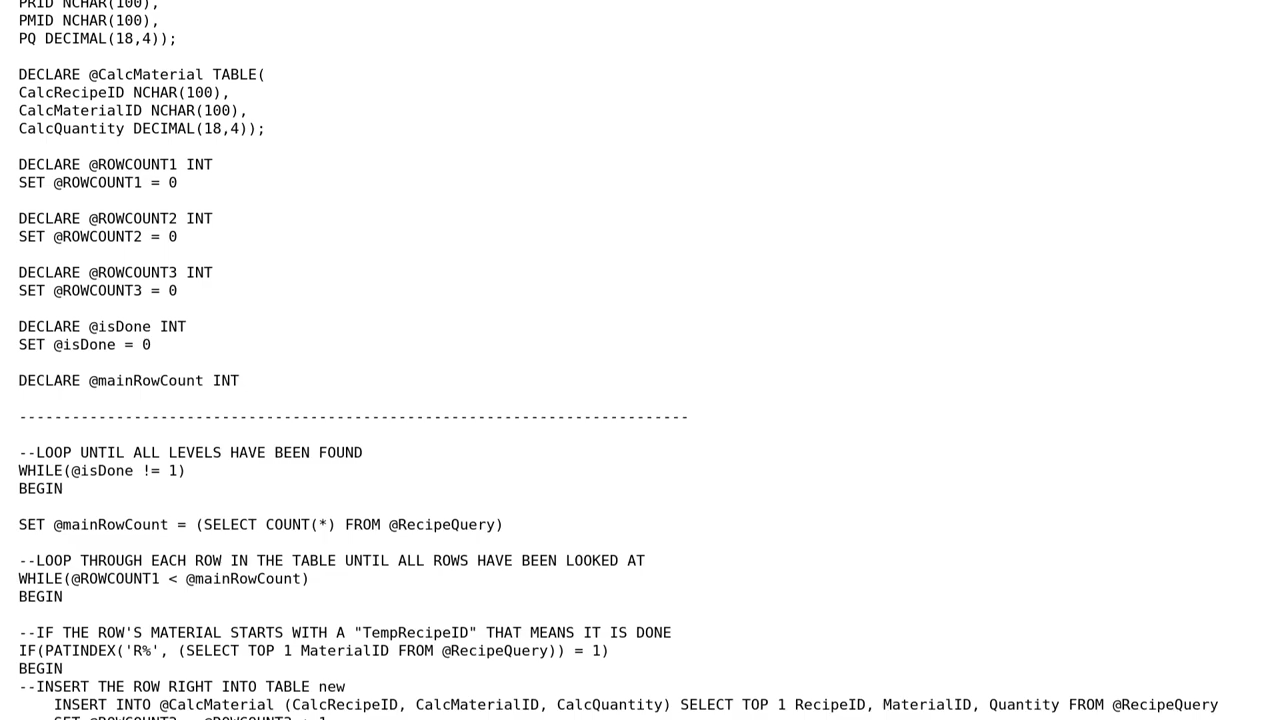 PRID NCHAR(100),
PMID NCHAR(100),
PQ DECIMAL(18,4));
DECLARE @CalcMaterial TABLE(
CalcRecipeID NCHAR(100),
CalcMaterialID NCHAR(100),
CalcQuantity DECIMAL(18,4));
DECLARE @ROWCOUNT1 INT
SET @ROWCOUNT1 = 0
DECLARE @ROWCOUNT2 INT
SET @ROWCOUNT2 = 0
DECLARE @ROWCOUNT3 INT
SET @ROWCOUNT3 = 0
DECLARE @isDone INT
SET @isDone = 0
DECLARE @mainRowCount INT
----------------------------------------------------------------------------
--LOOP UNTIL ALL LEVELS HAVE BEEN FOUND
WHILE(@isDone != 1)
BEGIN
SET @mainRowCount = (SELECT COUNT(*) FROM @RecipeQuery)
--LOOP THROUGH EACH ROW IN THE TABLE UNTIL ALL ROWS HAVE BEEN LOOKED AT
WHILE(@ROWCOUNT1 < @mainRowCount)
BEGIN
--IF THE ROW'S MATERIAL STARTS WITH A "TempRecipeID" THAT MEANS IT IS DONE
IF(PATINDEX('R%', (SELECT TOP 1 MaterialID FROM @RecipeQuery)) = 1)
BEGIN
--INSERT THE ROW RIGHT INTO TABLE new
INSERT INTO @CalcMaterial (CalcRecipeID, CalcMaterialID, CalcQuantity) SELECT TOP 1 RecipeID, MaterialID, Quantity FROM @RecipeQuery